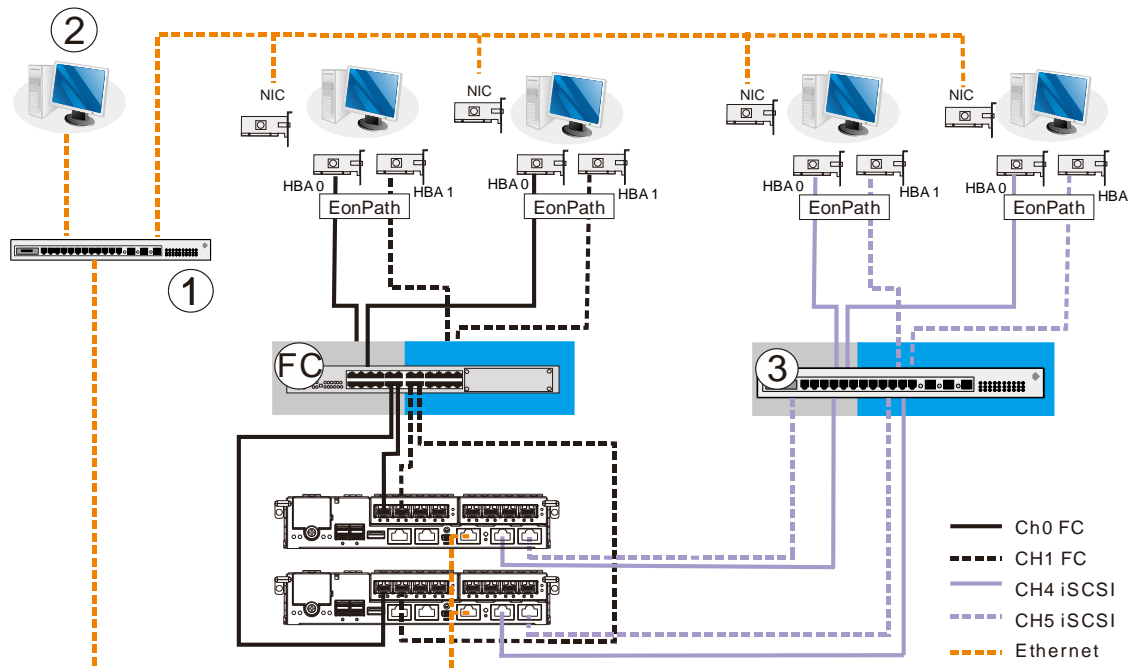 2
NIC
NIC
NIC
NIC
HBA 0
HBA 1
HBA 0
HBA 1
HBA 0
HBA 1
HBA 0
HBA
EonPath
EonPath
EonPath
EonPath
1
FC
3
Ch0 FC
CH1 FC
CH4 iSCSI
CH5 iSCSI
Ethernet